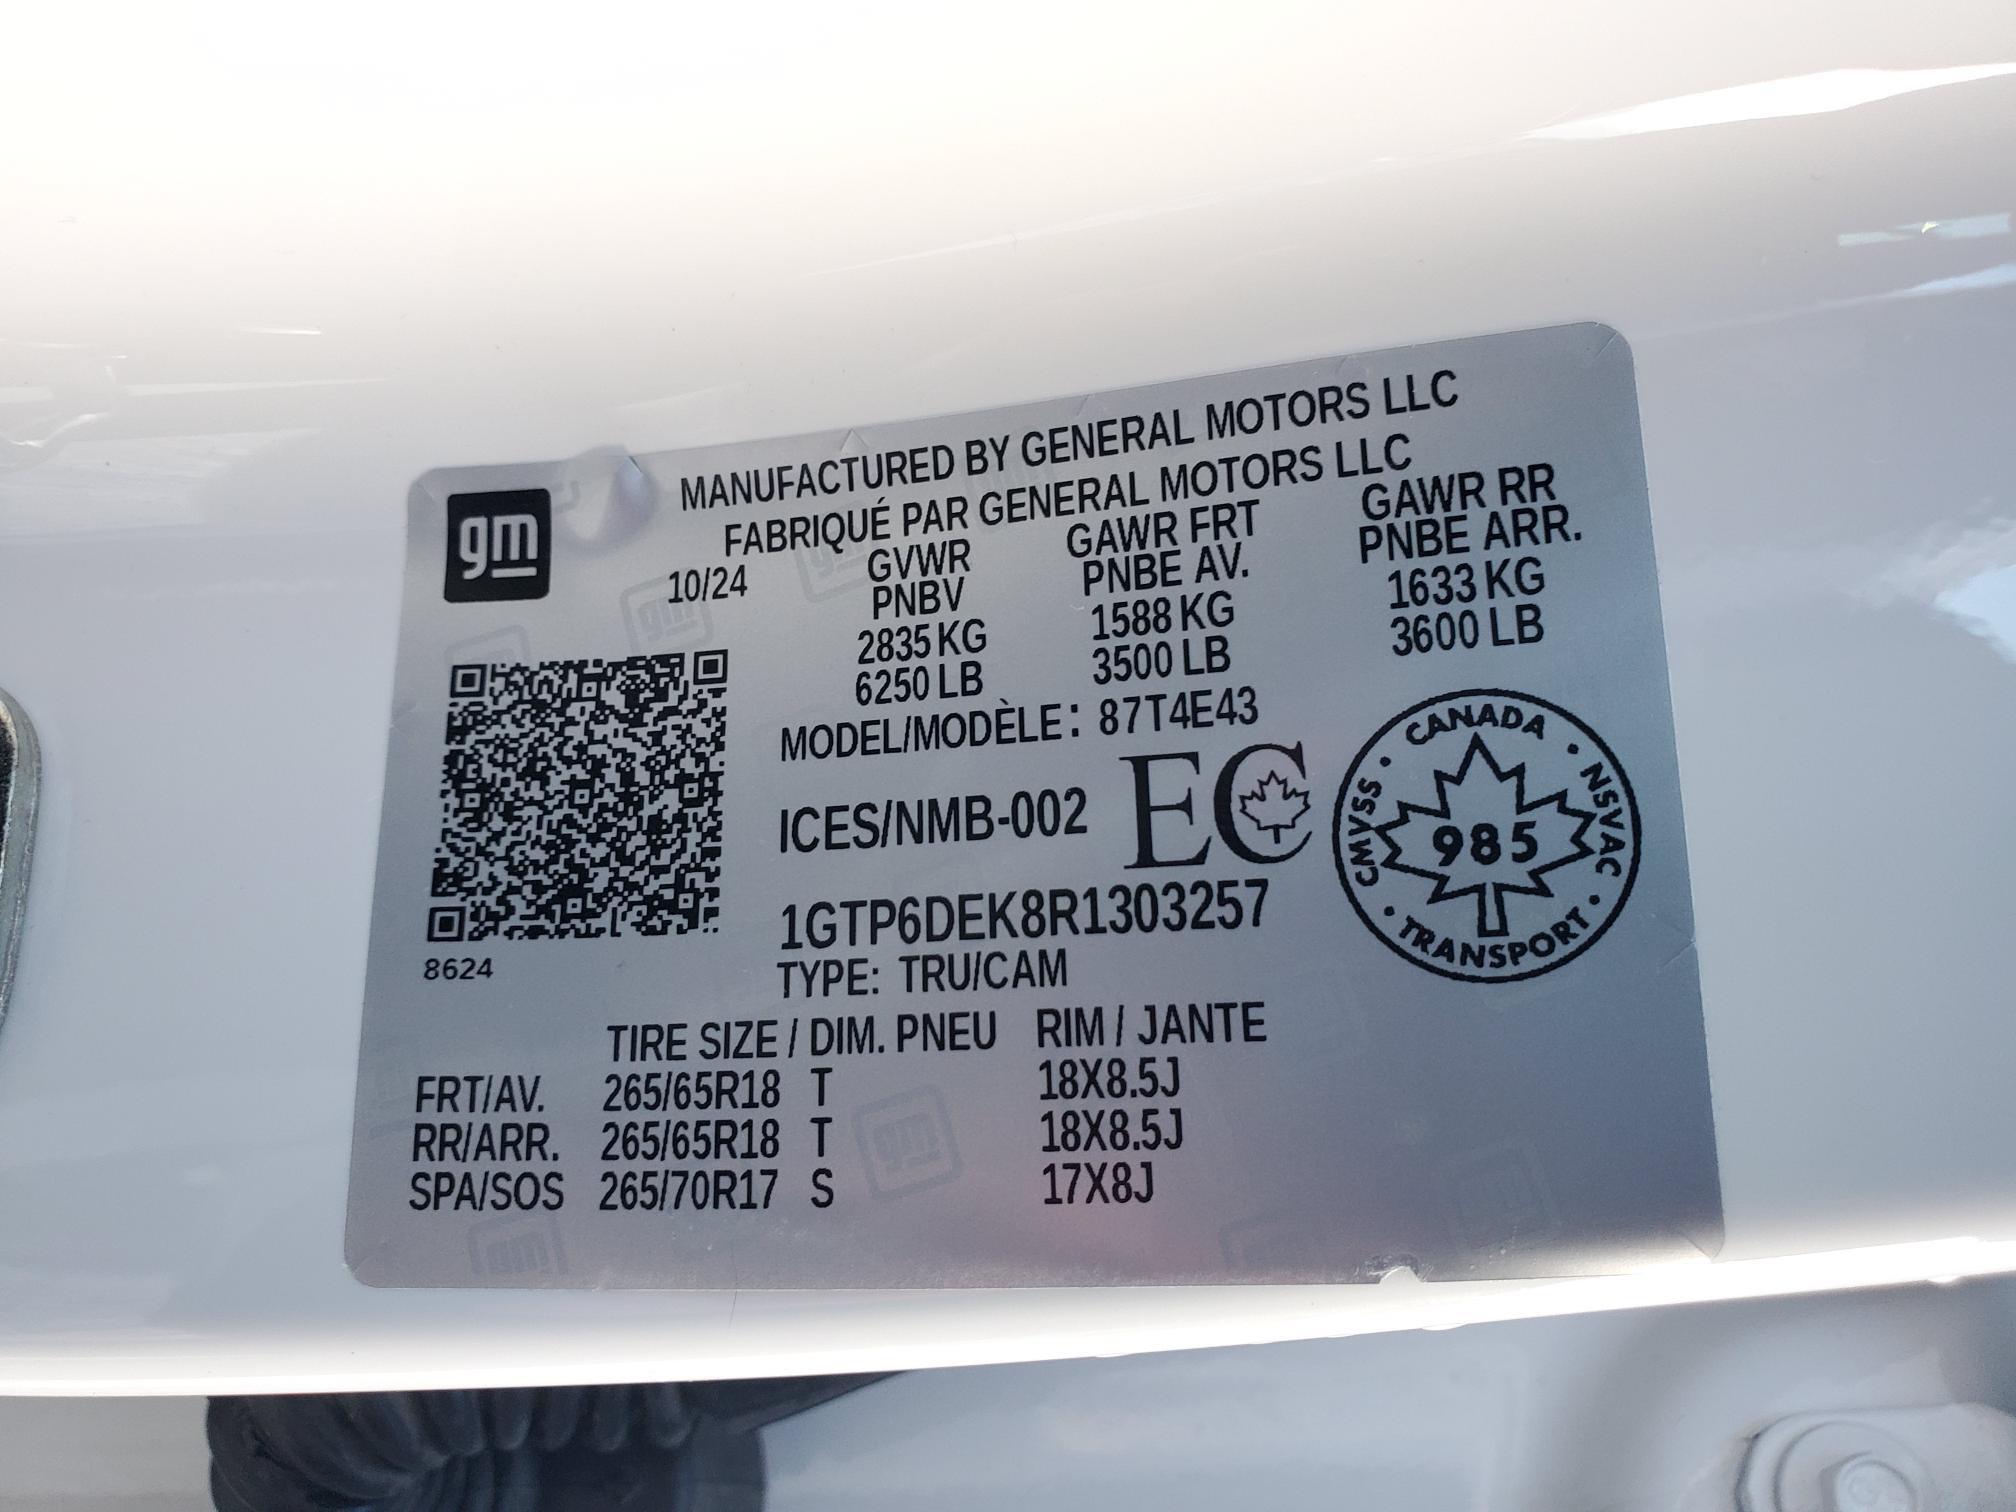 gm
MANUFACTURED BY GENERAL MOTORS LLC
FABRIQUÉ PAR GENERAL MOTORS LLC
10/24
GVWR
PNBV
2835 KG
6250 LB
GAWR FRT
PNBE AV.
1588 KG
3500 LB
GAWR RR
PNBE ARR.
1633 KG
3600 LB
MODEL/MODÈLE: 87T4E43
ICES/NMB-002 EC
CANADA • NSVAC • TRANSPORT • CMVSS •
985
1GTP6DEK8R1303257
8624
TYPE: TRU/CAM
TIRE SIZE / DIM. PNEU RIM / JANTE
FRT/AV. 265/65R18 T 18X8.5J
RR/ARR. 265/65R18 T 18X8.5J
SPA/SOS 265/70R17 S 17X8J